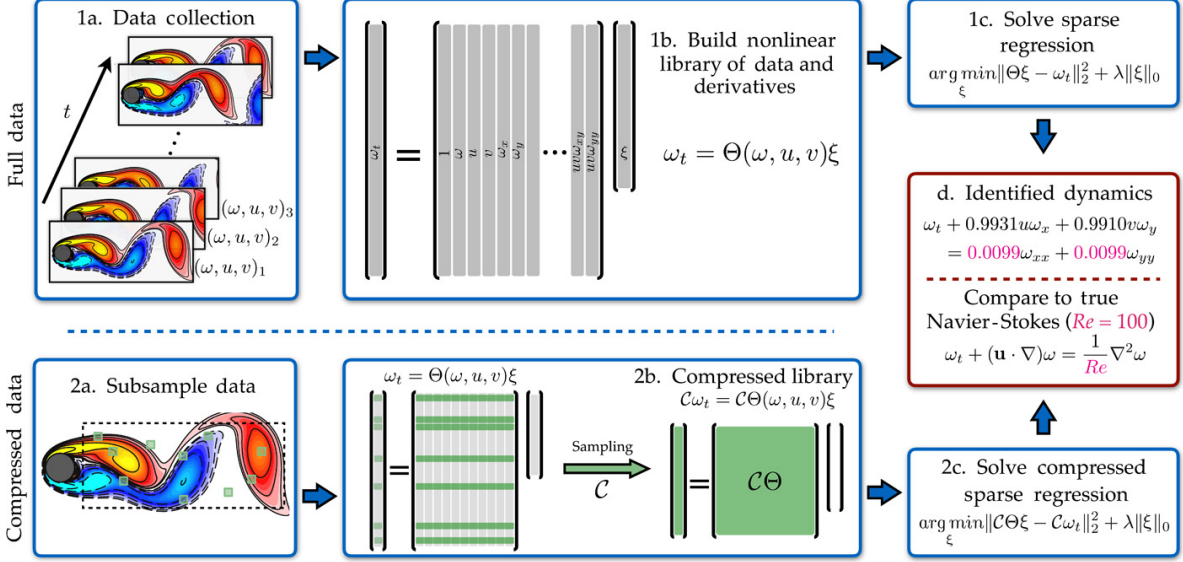 Full data
1a. Data collection
t
(ω, u, v)₃
(ω, u, v)₂
(ω, u, v)₁
ω_t = 1 ω u v ω_x ω_y ⋯ uvω_xy uvω_yy ξ
1b. Build nonlinear
library of data and
derivatives
ω_t = Θ(ω, u, v)ξ
1c. Solve sparse
regression
arg min‖Θξ − ω_t‖₂² + λ‖ξ‖₀
ξ
d. Identified dynamics
ω_t + 0.9931uω_x + 0.9910vω_y
= 0.0099ω_xx + 0.0099ω_yy
Compare to true
Navier-Stokes (Re = 100)
ω_t + (u · ∇)ω = 1/Re ∇²ω
Compressed data
2a. Subsample data
ω_t = Θ(ω, u, v)ξ
=
Sampling
C
2b. Compressed library
Cω_t = CΘ(ω, u, v)ξ
= CΘ
2c. Solve compressed
sparse regression
arg min‖CΘξ − Cω_t‖₂² + λ‖ξ‖₀
ξ